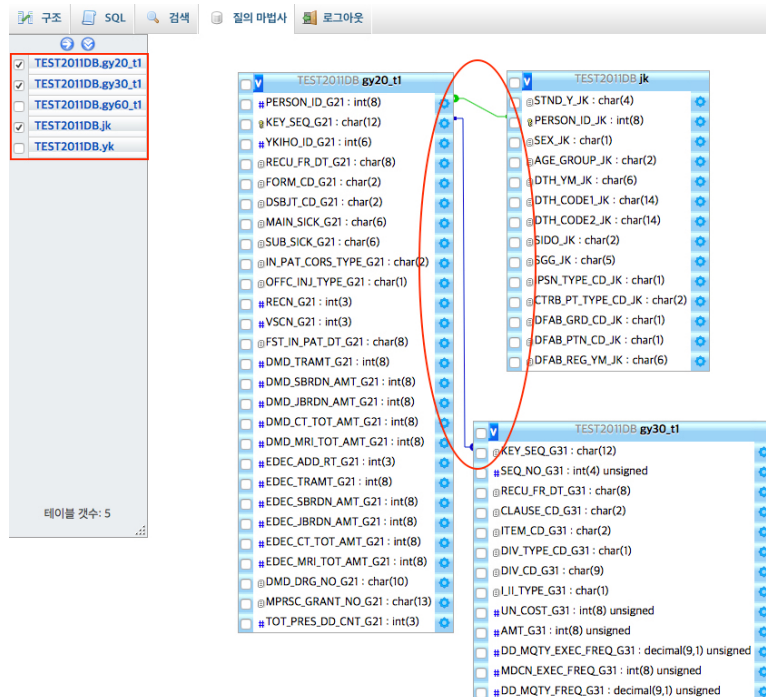 구조 SQL 검색 질의 마법사 로그아웃
TEST2011DB.gy20_t1
TEST2011DB.gy30_t1
TEST2011DB.gy60_t1
TEST2011DB.jk
TEST2011DB.yk
테이블 갯수: 5
V TEST2011DB gy20_t1
#PERSON_ID_G21 : int(8)
KEY_SEQ_G21 : char(12)
#YKIHO_ID_G21 : int(6)
RECU_FR_DT_G21 : char(8)
FORM_CD_G21 : char(2)
DSBJT_CD_G21 : char(2)
MAIN_SICK_G21 : char(6)
SUB_SICK_G21 : char(6)
IN_PAT_CORS_TYPE_G21 : char(2)
OFFC_INJ_TYPE_G21 : char(1)
#RECN_G21 : int(3)
#VSCN_G21 : int(3)
FST_IN_PAT_DT_G21 : char(8)
#DMD_TRAMT_G21 : int(8)
#DMD_SBRDN_AMT_G21 : int(8)
#DMD_JBRDN_AMT_G21 : int(8)
#DMD_CT_TOT_AMT_G21 : int(8)
#DMD_MRI_TOT_AMT_G21 : int(8)
#EDEC_ADD_RT_G21 : int(3)
#EDEC_TRAMT_G21 : int(8)
#EDEC_SBRDN_AMT_G21 : int(8)
#EDEC_JBRDN_AMT_G21 : int(8)
#EDEC_CT_TOT_AMT_G21 : int(8)
#EDEC_MRI_TOT_AMT_G21 : int(8)
DMD_DRG_NO_G21 : char(10)
MPRSC_GRANT_NO_G21 : char(13)
#TOT_PRES_DD_CNT_G21 : int(3)
V TEST2011DB jk
STND_Y_JK : char(4)
PERSON_ID_JK : int(8)
SEX_JK : char(1)
AGE_GROUP_JK : char(2)
DTH_YM_JK : char(6)
DTH_CODE1_JK : char(14)
DTH_CODE2_JK : char(14)
SIDO_JK : char(2)
SGG_JK : char(5)
IPSN_TYPE_CD_JK : char(1)
CTRB_PT_TYPE_CD_JK : char(2)
DFAB_GRD_CD_JK : char(1)
DFAB_PTN_CD_JK : char(1)
DFAB_REG_YM_JK : char(6)
V TEST2011DB gy30_t1
KEY_SEQ_G31 : char(12)
#SEQ_NO_G31 : int(4) unsigned
RECU_FR_DT_G31 : char(8)
CLAUSE_CD_G31 : char(2)
ITEM_CD_G31 : char(2)
DIV_TYPE_CD_G31 : char(1)
DIV_CD_G31 : char(9)
I_II_TYPE_G31 : char(1)
#UN_COST_G31 : int(8) unsigned
#AMT_G31 : int(8) unsigned
#DD_MQTY_EXEC_FREQ_G31 : decimal(9,1) unsigned
#MDCN_EXEC_FREQ_G31 : int(8) unsigned
#DD_MQTY_FREQ_G31 : decimal(9,1) unsigned